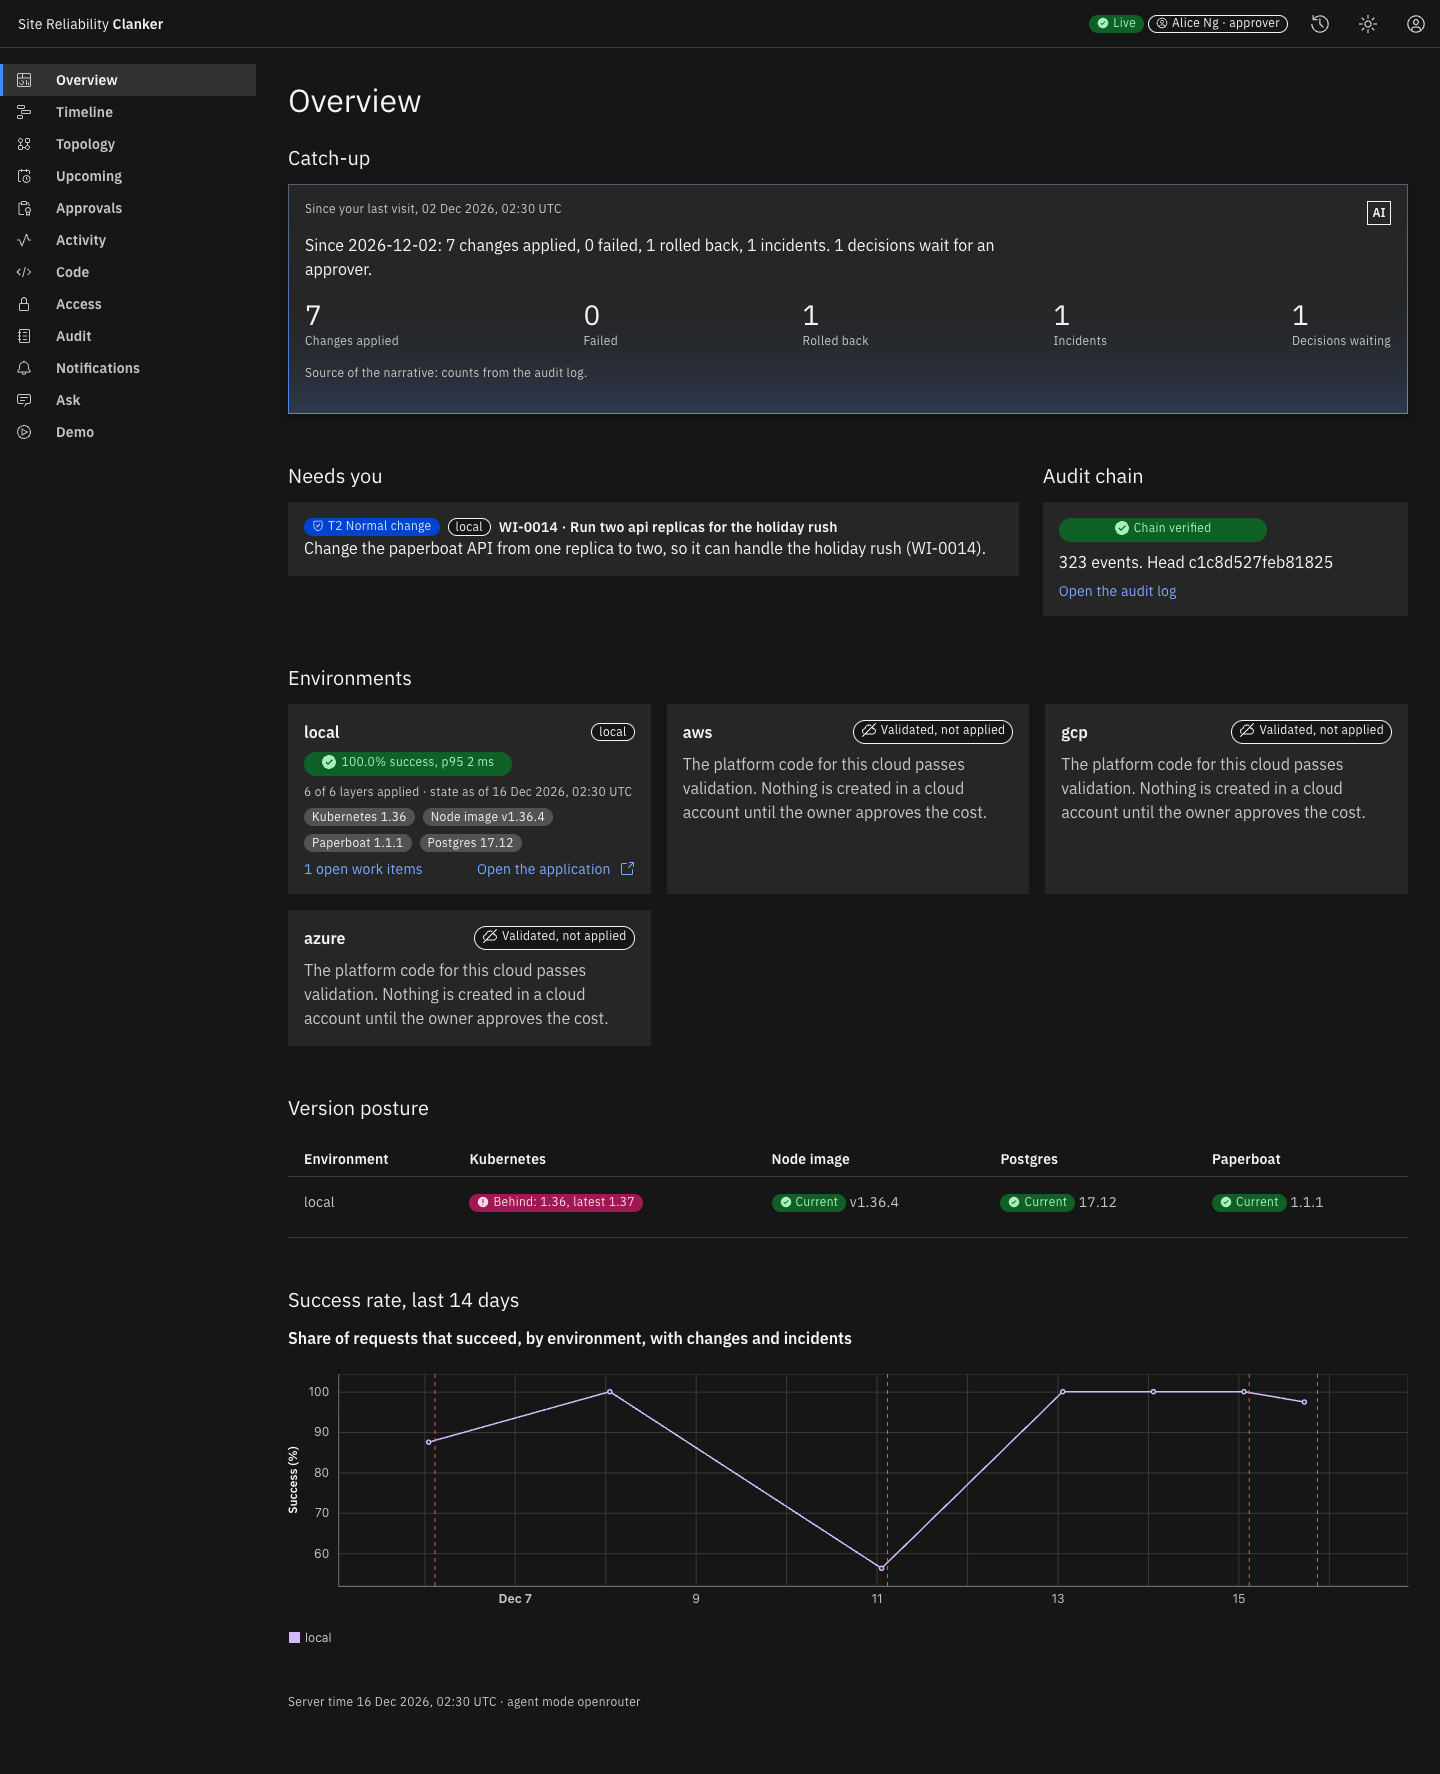 Site Reliability Clanker
Live
Alice Ng · approver
Overview
Timeline
Topology
Upcoming
Approvals
Activity
Code
Access
Audit
Notifications
Ask
Demo
Overview
Catch-up
Since your last visit, 02 Dec 2026, 02:30 UTC
AI
Since 2026-12-02: 7 changes applied, 0 failed, 1 rolled back, 1 incidents. 1 decisions wait for an
approver.
7
Changes applied
0
Failed
1
Rolled back
1
Incidents
1
Decisions waiting
Source of the narrative: counts from the audit log.
Needs you
T2 Normal change local WI-0014 · Run two api replicas for the holiday rush
Change the paperboat API from one replica to two, so it can handle the holiday rush (WI-0014).
Audit chain
Chain verified
323 events. Head c1c8d527feb81825
Open the audit log
Environments
local local
100.0% success, p95 2 ms
6 of 6 layers applied · state as of 16 Dec 2026, 02:30 UTC
Kubernetes 1.36 Node image v1.36.4
Paperboat 1.1.1 Postgres 17.12
1 open work items Open the application
aws Validated, not applied
The platform code for this cloud passes
validation. Nothing is created in a cloud
account until the owner approves the cost.
gcp Validated, not applied
The platform code for this cloud passes
validation. Nothing is created in a cloud
account until the owner approves the cost.
azure Validated, not applied
The platform code for this cloud passes
validation. Nothing is created in a cloud
account until the owner approves the cost.
Version posture
Environment Kubernetes Node image Postgres Paperboat
local Behind: 1.36, latest 1.37 Current v1.36.4 Current 17.12 Current 1.1.1
Success rate, last 14 days
Share of requests that succeed, by environment, with changes and incidents
Success (%)
100
90
80
70
60
Dec 7 9 11 13 15
local
Server time 16 Dec 2026, 02:30 UTC · agent mode openrouter